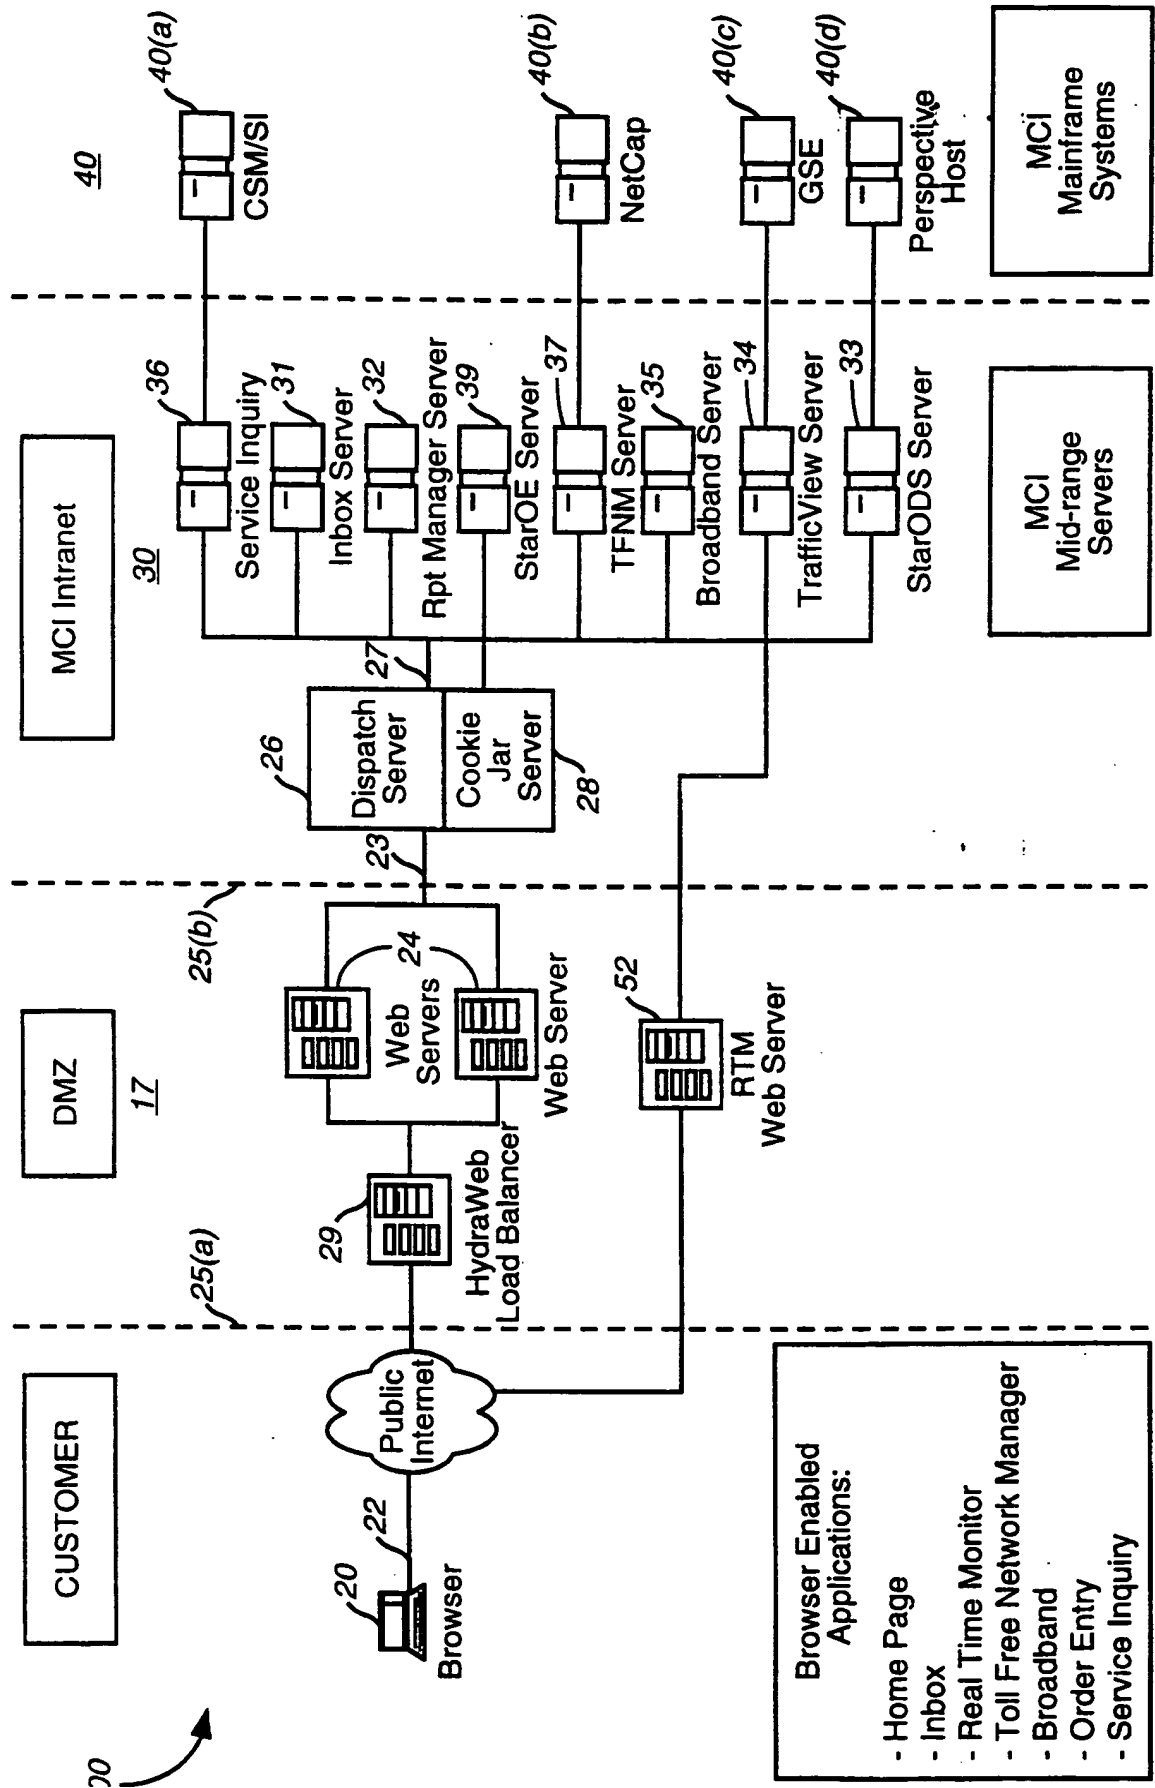 00
CUSTOMER
20
22
Browser
Public
Internet
Browser Enabled
Applications:
- Home Page
- Inbox
- Real Time Monitor
- Toll Free Network Manager
- Broadband
- Order Entry
- Service Inquiry
25(a)
DMZ
17
29
HydraWeb
Load Balancer
24
Web
Servers
Web Server
52
RTM
Web Server
25(b)
MCI Intranet
30
23
26
Dispatch
Server
Cookie
Jar
Server
28
27
36
Service Inquiry
31
Inbox Server
32
Rpt Manager Server
39
StarOE Server
37
TFNM Server
35
Broadband Server
34
TrafficView Server
33
StarODS Server
MCI
Mid-range
Servers
40
40(a)
CSM/SI
40(b)
NetCap
40(c)
GSE
40(d)
Perspective
Host
MCI
Mainframe
Systems